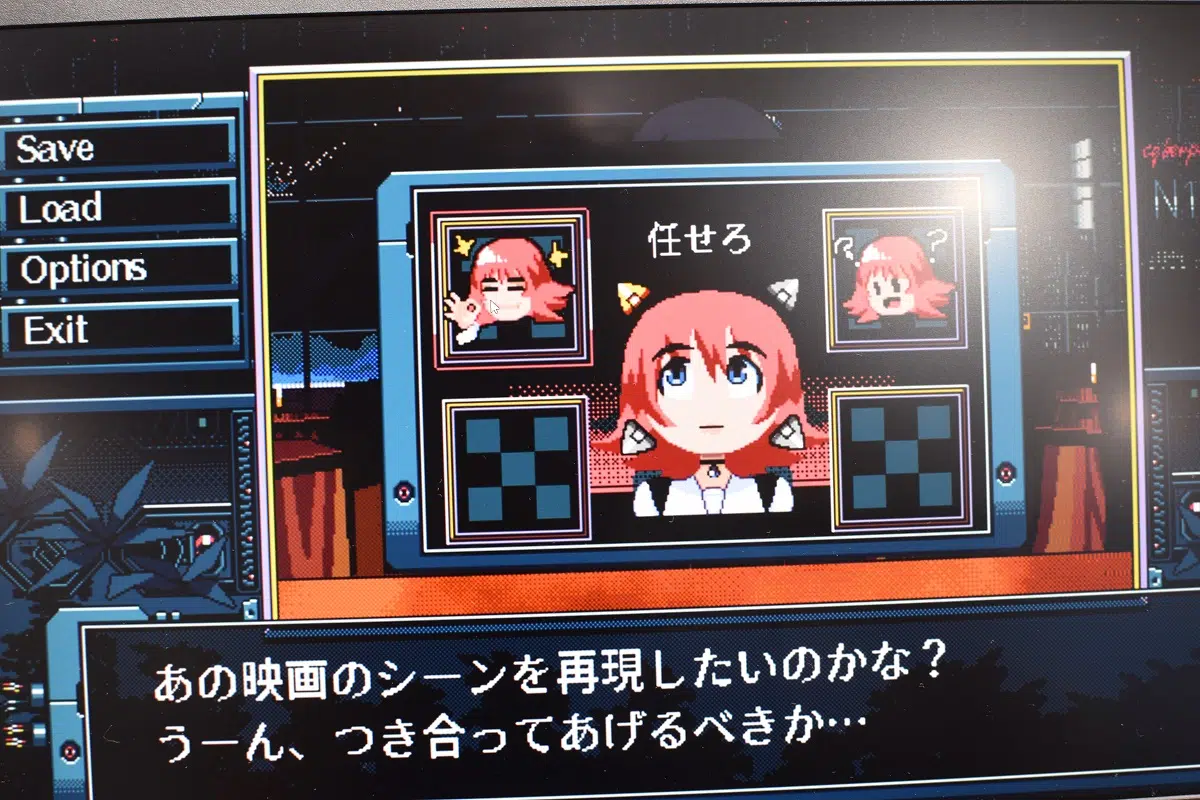 Save
Load
Options
Exit
任せろ
?
?
N1
あの映画のシーンを再現したいのかな？
うーん、つき合ってあげるべきか…